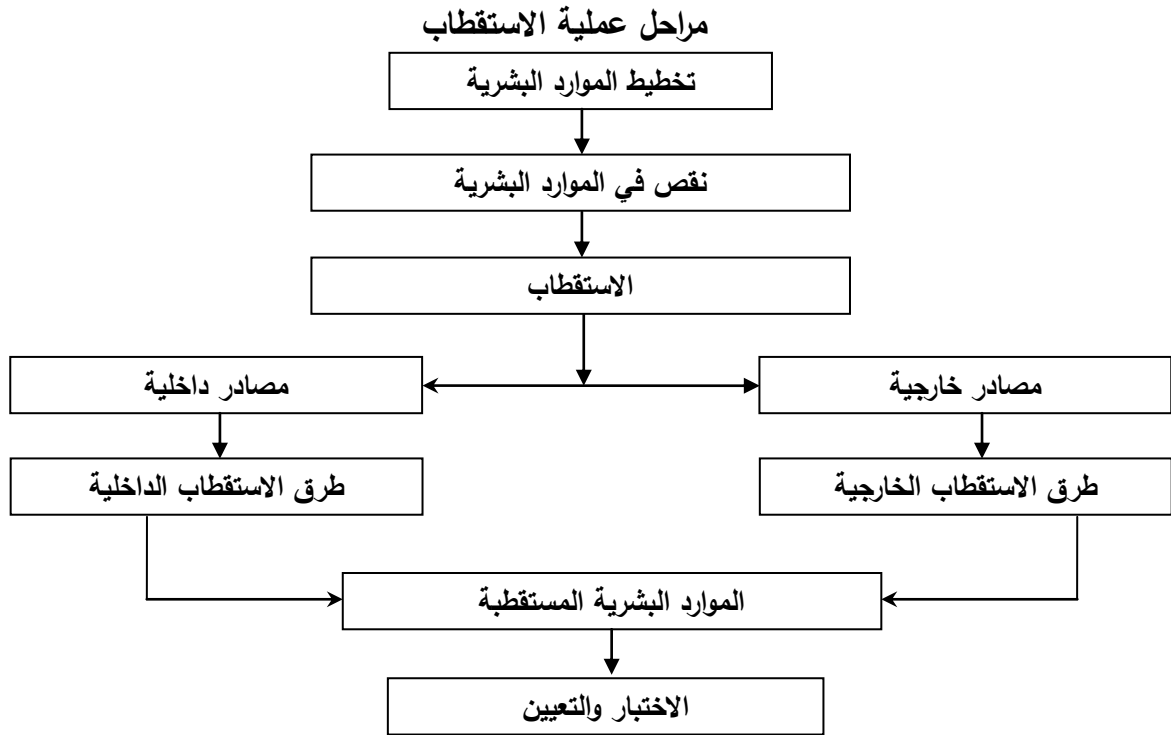 مراحل عملية الاستقطاب
تخطيط الموارد البشرية
نقص في الموارد البشرية
الاستقطاب
مصادر خارجية
مصادر داخلية
طرق الاستقطاب الخارجية
طرق الاستقطاب الداخلية
الموارد البشرية المستقطبة
الاختبار والتعيين